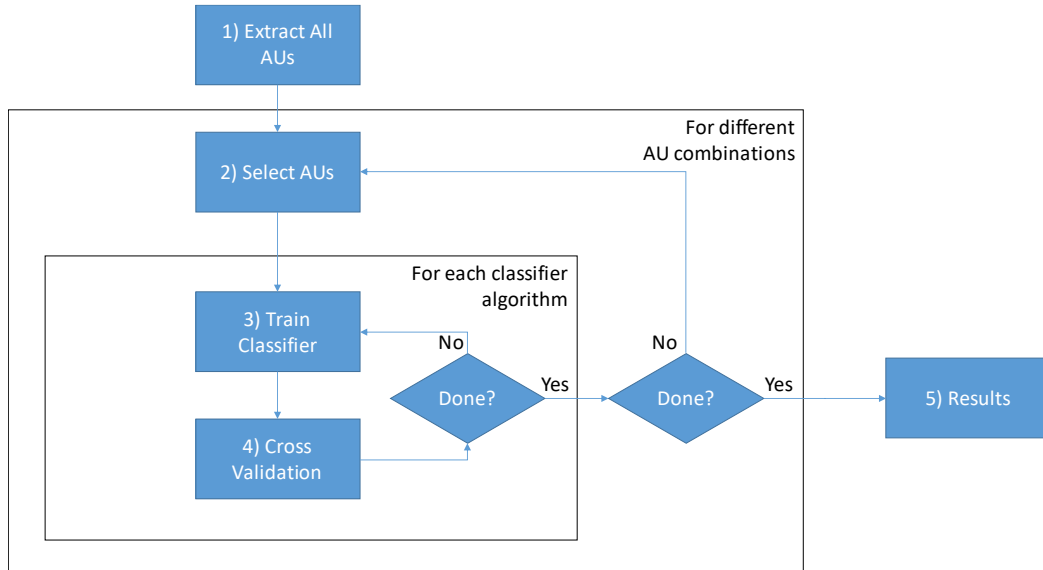 1) Extract All
AUs
For different
AU combinations
2) Select AUs
For each classifier
algorithm
3) Train
Classifier
No
No
Done?
Yes
Done?
Yes
5) Results
4) Cross
Validation